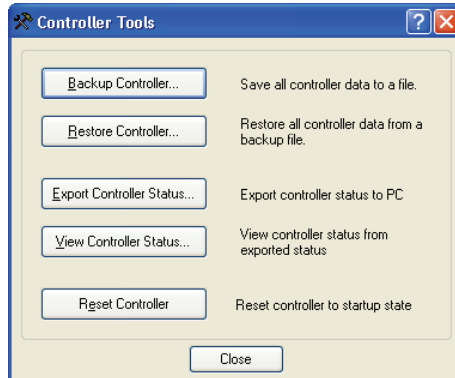 Controller Tools
Backup Controller...
Save all controller data to a file.
Restore Controller...
Restore all controller data from a
backup file.
Export Controller Status...
Export controller status to PC
View Controller Status...
View controller status from
exported status
Reset Controller
Reset controller to startup state
Close